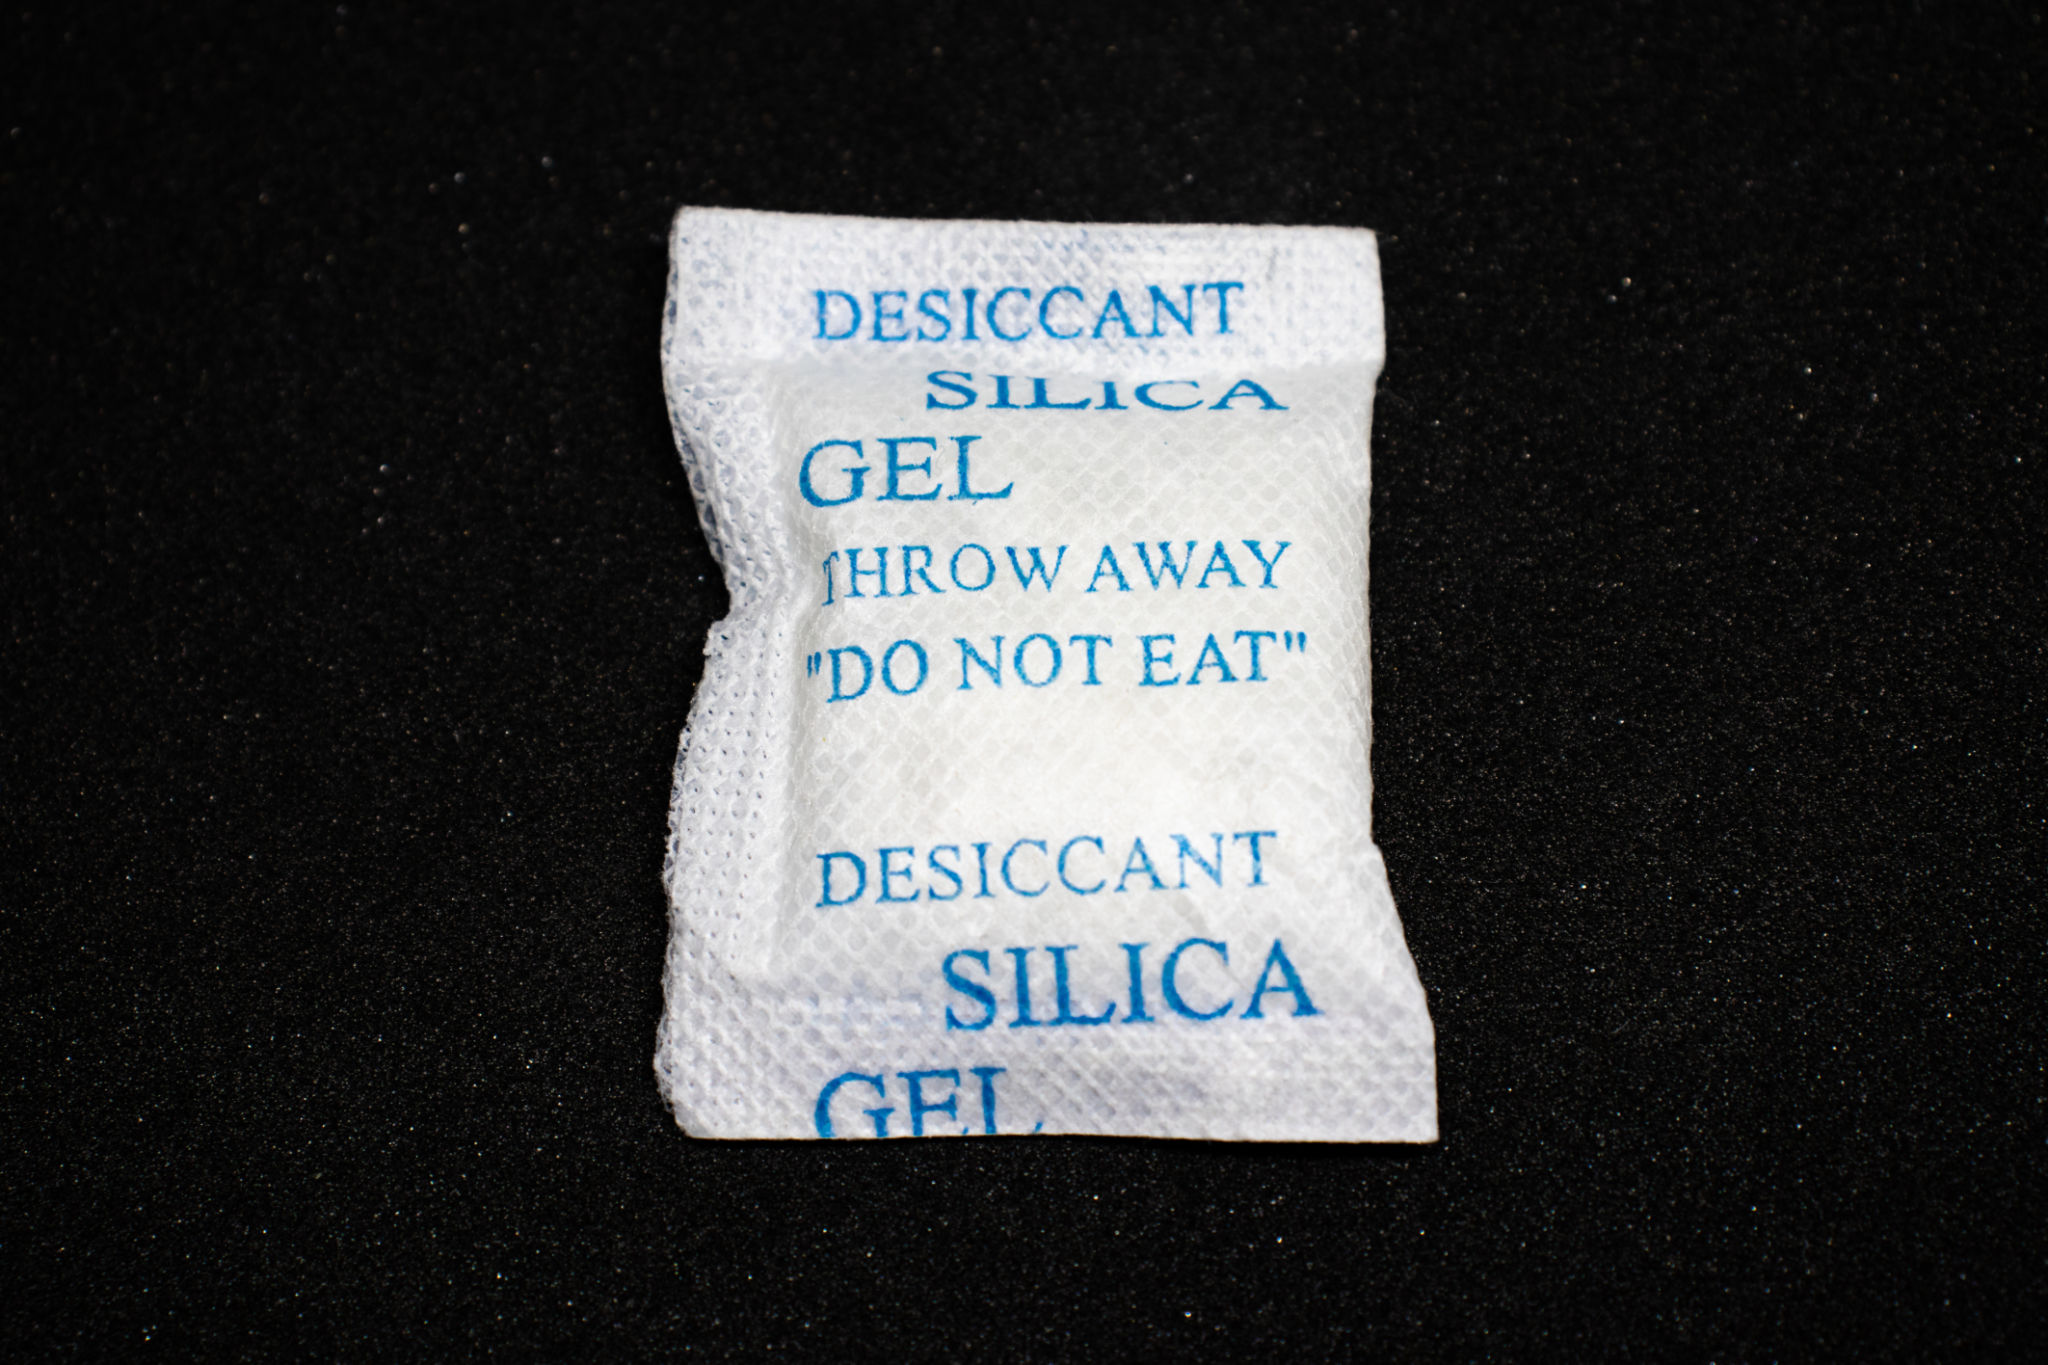 DESICCANT
SILICA
GEL
THROW AWAY
"DO NOT EAT"
DESICCANT
SILICA
GEL